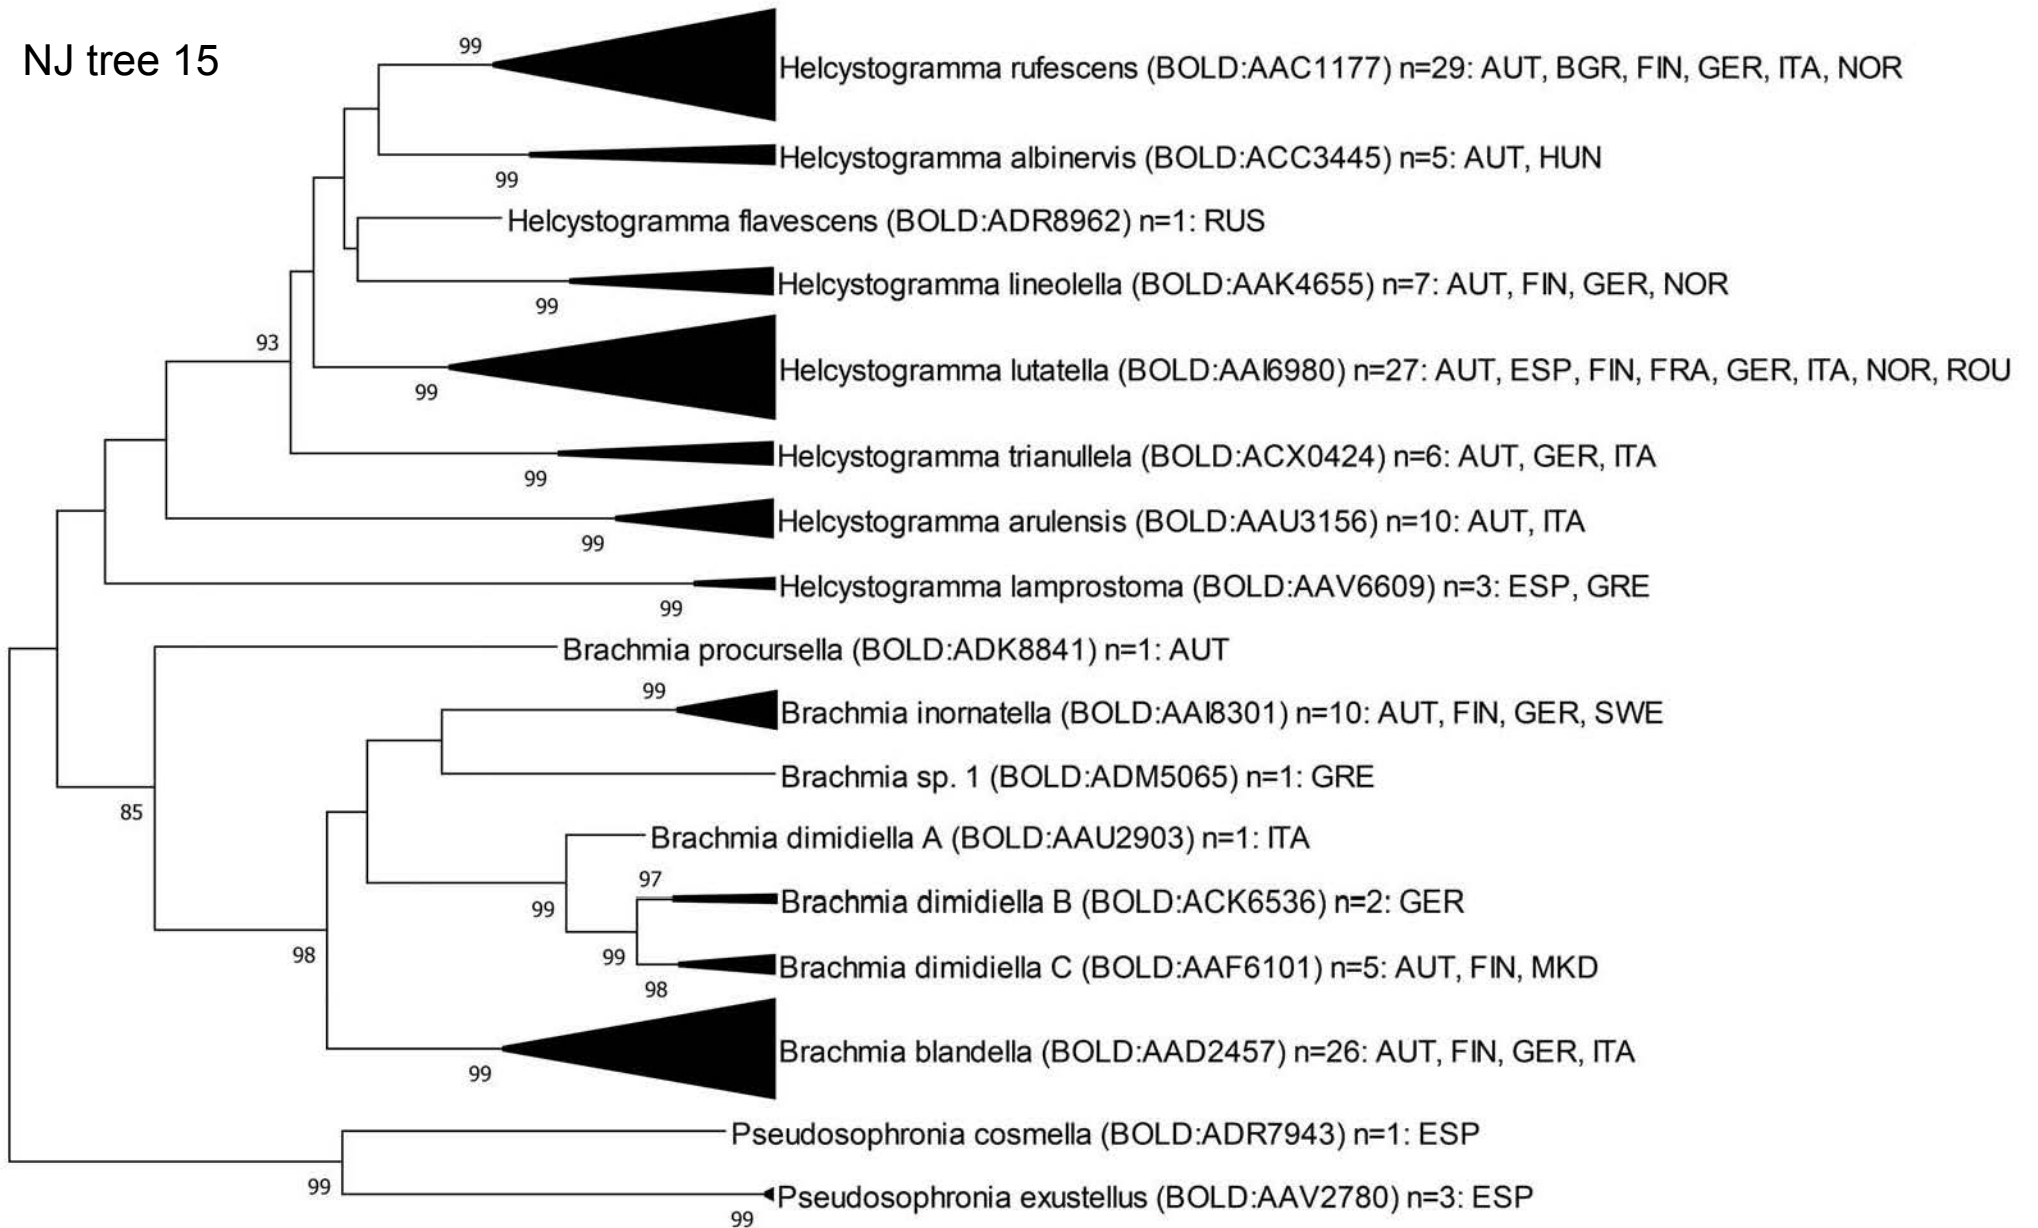 NJ tree 15
99
Helcystogramma rufescens (BOLD:AAC1177) n=29: AUT, BGR, FIN, GER, ITA, NOR
Helcystogramma albinervis (BOLD:ACC3445) n=5: AUT, HUN
99
Helcystogramma flavescens (BOLD:ADR8962) n=1: RUS
Helcystogramma lineolella (BOLD:AAK4655) n=7: AUT, FIN, GER, NOR
99
93
Helcystogramma lutatella (BOLD:AAI6980) n=27: AUT, ESP, FIN, FRA, GER, ITA, NOR, ROU
99
Helcystogramma trianullela (BOLD:ACX0424) n=6: AUT, GER, ITA
99
Helcystogramma arulensis (BOLD:AAU3156) n=10: AUT, ITA
99
Helcystogramma lamprostoma (BOLD:AAV6609) n=3: ESP, GRE
99
Brachmia procursella (BOLD:ADK8841) n=1: AUT
99
Brachmia inornatella (BOLD:AAI8301) n=10: AUT, FIN, GER, SWE
Brachmia sp. 1 (BOLD:ADM5065) n=1: GRE
85
Brachmia dimidiella A (BOLD:AAU2903) n=1: ITA
97
Brachmia dimidiella B (BOLD:ACK6536) n=2: GER
99
99
98
Brachmia dimidiella C (BOLD:AAF6101) n=5: AUT, FIN, MKD
98
Brachmia blandella (BOLD:AAD2457) n=26: AUT, FIN, GER, ITA
99
Pseudosophronia cosmella (BOLD:ADR7943) n=1: ESP
99
Pseudosophronia exustellus (BOLD:AAV2780) n=3: ESP
99